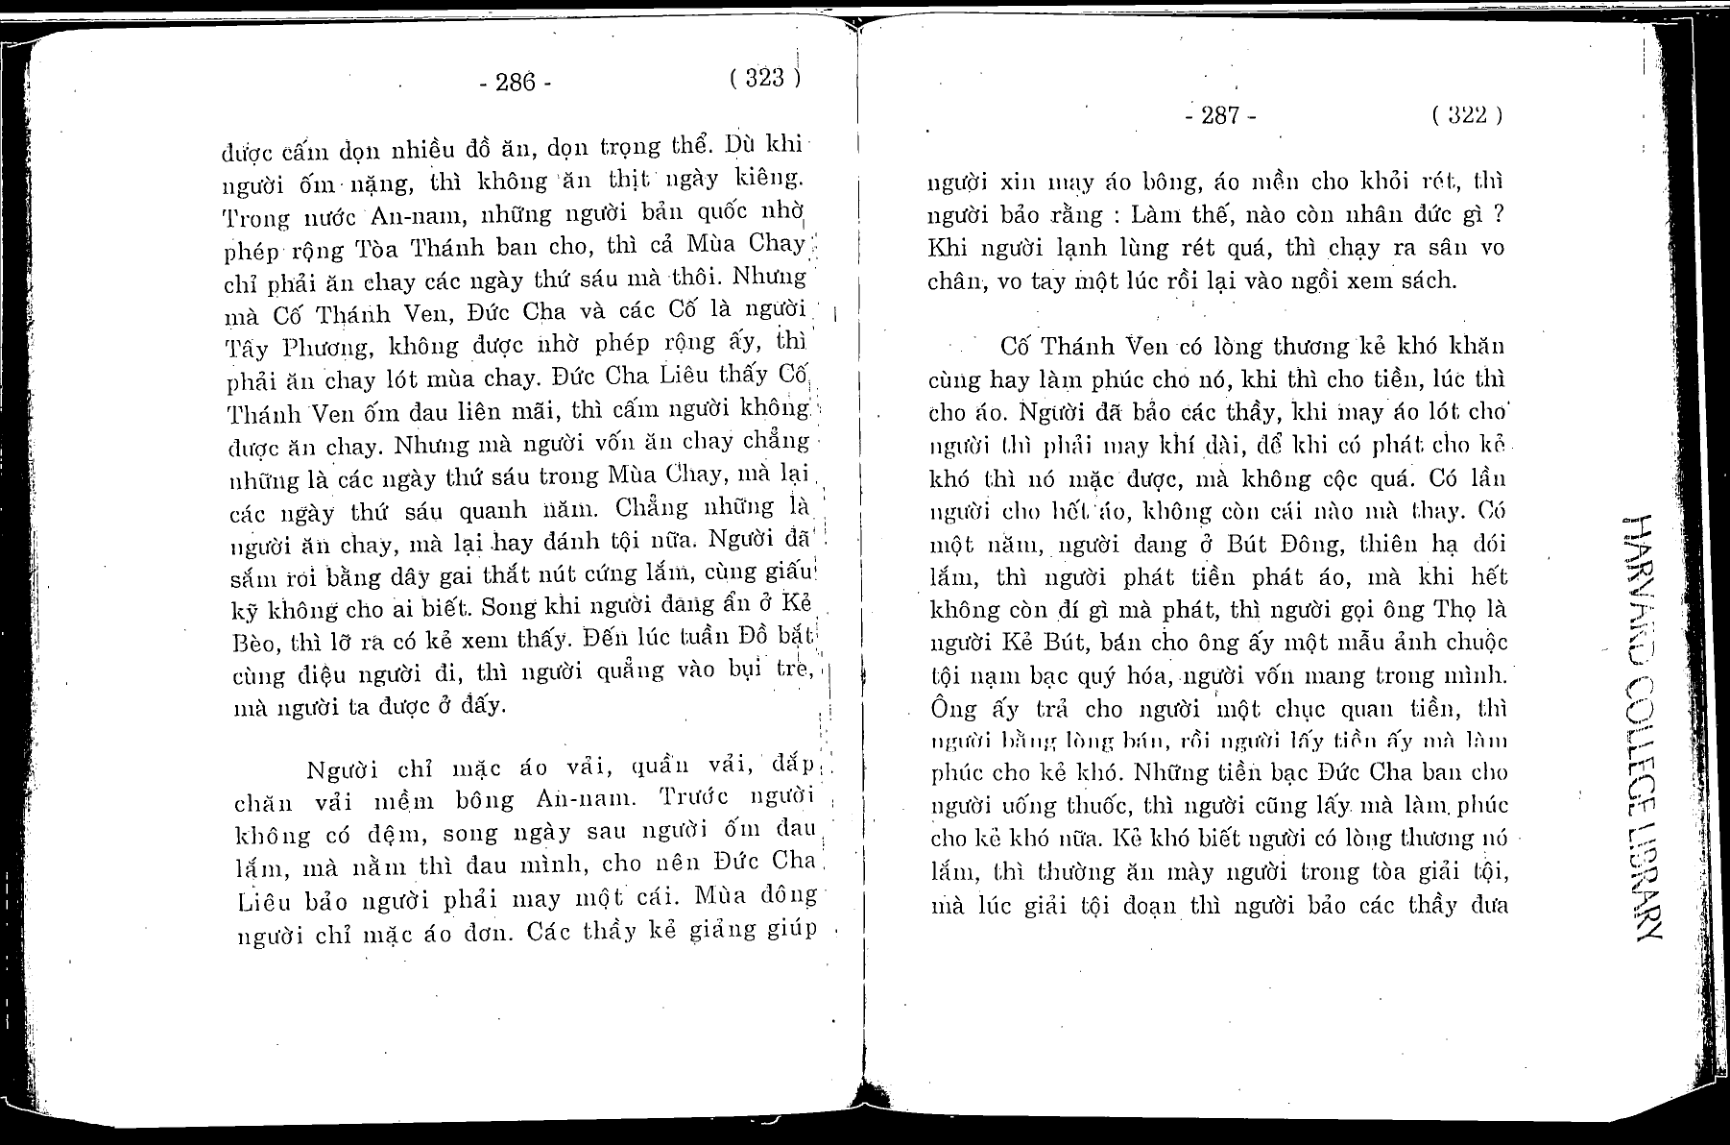 - 286 - ( 323 )
được cấm dọn nhiều đồ ăn, dọn trọng thể. Dù khi
người ốm nặng, thì không ăn thịt ngày kiêng.
Trong nước An-nam, những người bản quốc nhờ
phép rộng Tòa Thánh ban cho, thì cả Mùa Chay
chỉ phải ăn chay các ngày thứ sáu mà thôi. Nhưng
mà Cố Thánh Ven, Đức Cha và các Cố là người
Tây Phương, không được nhờ phép rộng ấy, thì
phải ăn chay lót mùa chay. Đức Cha Liêu thấy Cố
Thánh Ven ốm đau liên mãi, thì cấm người không
được ăn chay. Nhưng mà người vốn ăn chay chẳng
những là các ngày thứ sáu trong Mùa Chay, mà lại
các ngày thứ sáu quanh năm. Chẳng những là
người ăn chay, mà lại hay đánh tội nữa. Người đã
sắm roi bằng dây gai thắt nút cứng lắm, cùng giấu
kỹ không cho ai biết. Song khi người đang ẩn ở Kẻ
Bèo, thì lỡ ra có kẻ xem thấy. Đến lúc tuần Đồ bắt
cùng điệu người đi, thì người quẳng vào bụi tre,
mà người ta được ở đấy.
Người chỉ mặc áo vải, quần vải, đắp
chăn vải mềm bông An-nam. Trước người
không có đệm, song ngày sau người ốm đau
lắm, mà nằm thì đau mình, cho nên Đức Cha
Liêu bảo người phải may một cái. Mùa đông
người chỉ mặc áo đơn. Các thầy kẻ giảng giúp
- 287 - ( 322 )
người xin may áo bông, áo mền cho khỏi rét, thì
người bảo rằng : Làm thế, nào còn nhân đức gì ?
Khi người lạnh lùng rét quá, thì chạy ra sân vo
chân, vo tay một lúc rồi lại vào ngồi xem sách.
Cố Thánh Ven có lòng thương kẻ khó khăn
cùng hay làm phúc cho nó, khi thì cho tiền, lúc thì
cho áo. Người đã bảo các thầy, khi may áo lót cho
người thì phải may khí dài, để khi có phát cho kẻ
khó thì nó mặc được, mà không cộc quá. Có lần
người cho hết áo, không còn cái nào mà thay. Có
một năm, người đang ở Bút Đông, thiên hạ đói
lắm, thì người phát tiền phát áo, mà khi hết
không còn đí gì mà phát, thì người gọi ông Thọ là
người Kẻ Bút, bán cho ông ấy một mẫu ảnh chuộc
tội nạm bạc quý hóa, người vốn mang trong mình.
Ông ấy trả cho người một chục quan tiền, thì
người bằng lòng bán, rồi người lấy tiền ấy mà làm
phúc cho kẻ khó. Những tiền bạc Đức Cha ban cho
người uống thuốc, thì người cũng lấy mà làm phúc
cho kẻ khó nữa. Kẻ khó biết người có lòng thương nó
lắm, thì thường ăn mày người trong tòa giải tội,
mà lúc giải tội đoạn thì người bảo các thầy đưa
HARVARD COLLEGE LIBRARY